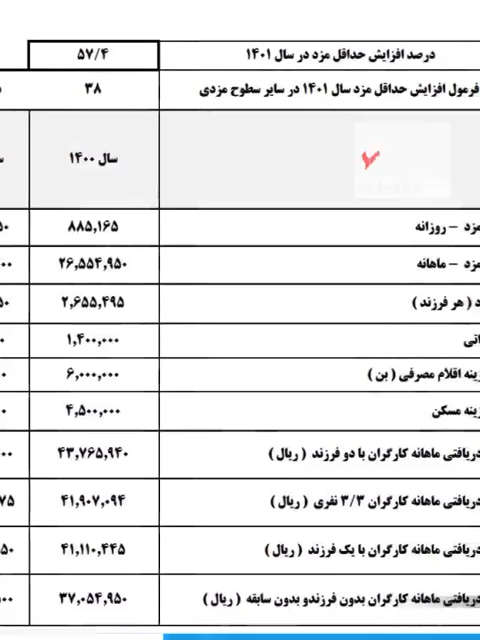 درصد افزایش حداقل مزد در سال ۱۴۰۱ ۵۷/۴
فرمول افزایش حداقل مزد سال ۱۴۰۱ در سایر سطوح مزدی ۳۸
سال ۱۴۰۰
مزد - روزانه ۸۸۵,۱۶۵
مزد - ماهانه ۲۶,۵۵۴,۹۵۰
د ( هر فرزند ) ۲,۶۵۵,۴۹۵
اتی ۱,۴۰۰,۰۰۰
زینه اقلام مصرفی ( بن ) ۶,۰۰۰,۰۰۰
زینه مسکن ۴,۵۰۰,۰۰۰
دریافتی ماهانه کارگران با دو فرزند ( ریال ) ۴۳,۷۶۵,۹۴۰
دریافتی ماهانه کارگران ۳/۳ نفری ( ریال ) ۴۱,۹۰۷,۰۹۴ ۷۵
دریافتی ماهانه کارگران با یک فرزند ( ریال ) ۴۱,۱۱۰,۴۴۵ ۵۰
دریافتی ماهانه کارگران بدون فرزندو بدون سابقه ( ریال ) ۳۷,۰۵۴,۹۵۰